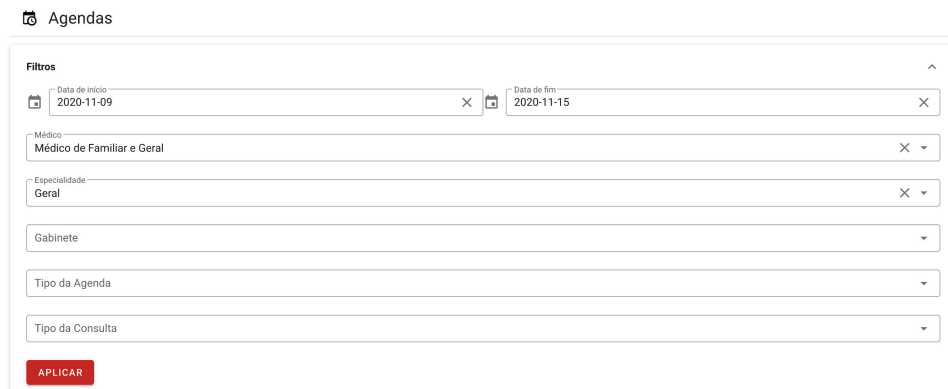 Agendas
Filtros
Data de início
2020-11-09
Data de fim
2020-11-15
Médico
Médico de Familiar e Geral
Especialidade
Geral
Gabinete
Tipo da Agenda
Tipo da Consulta
APLICAR